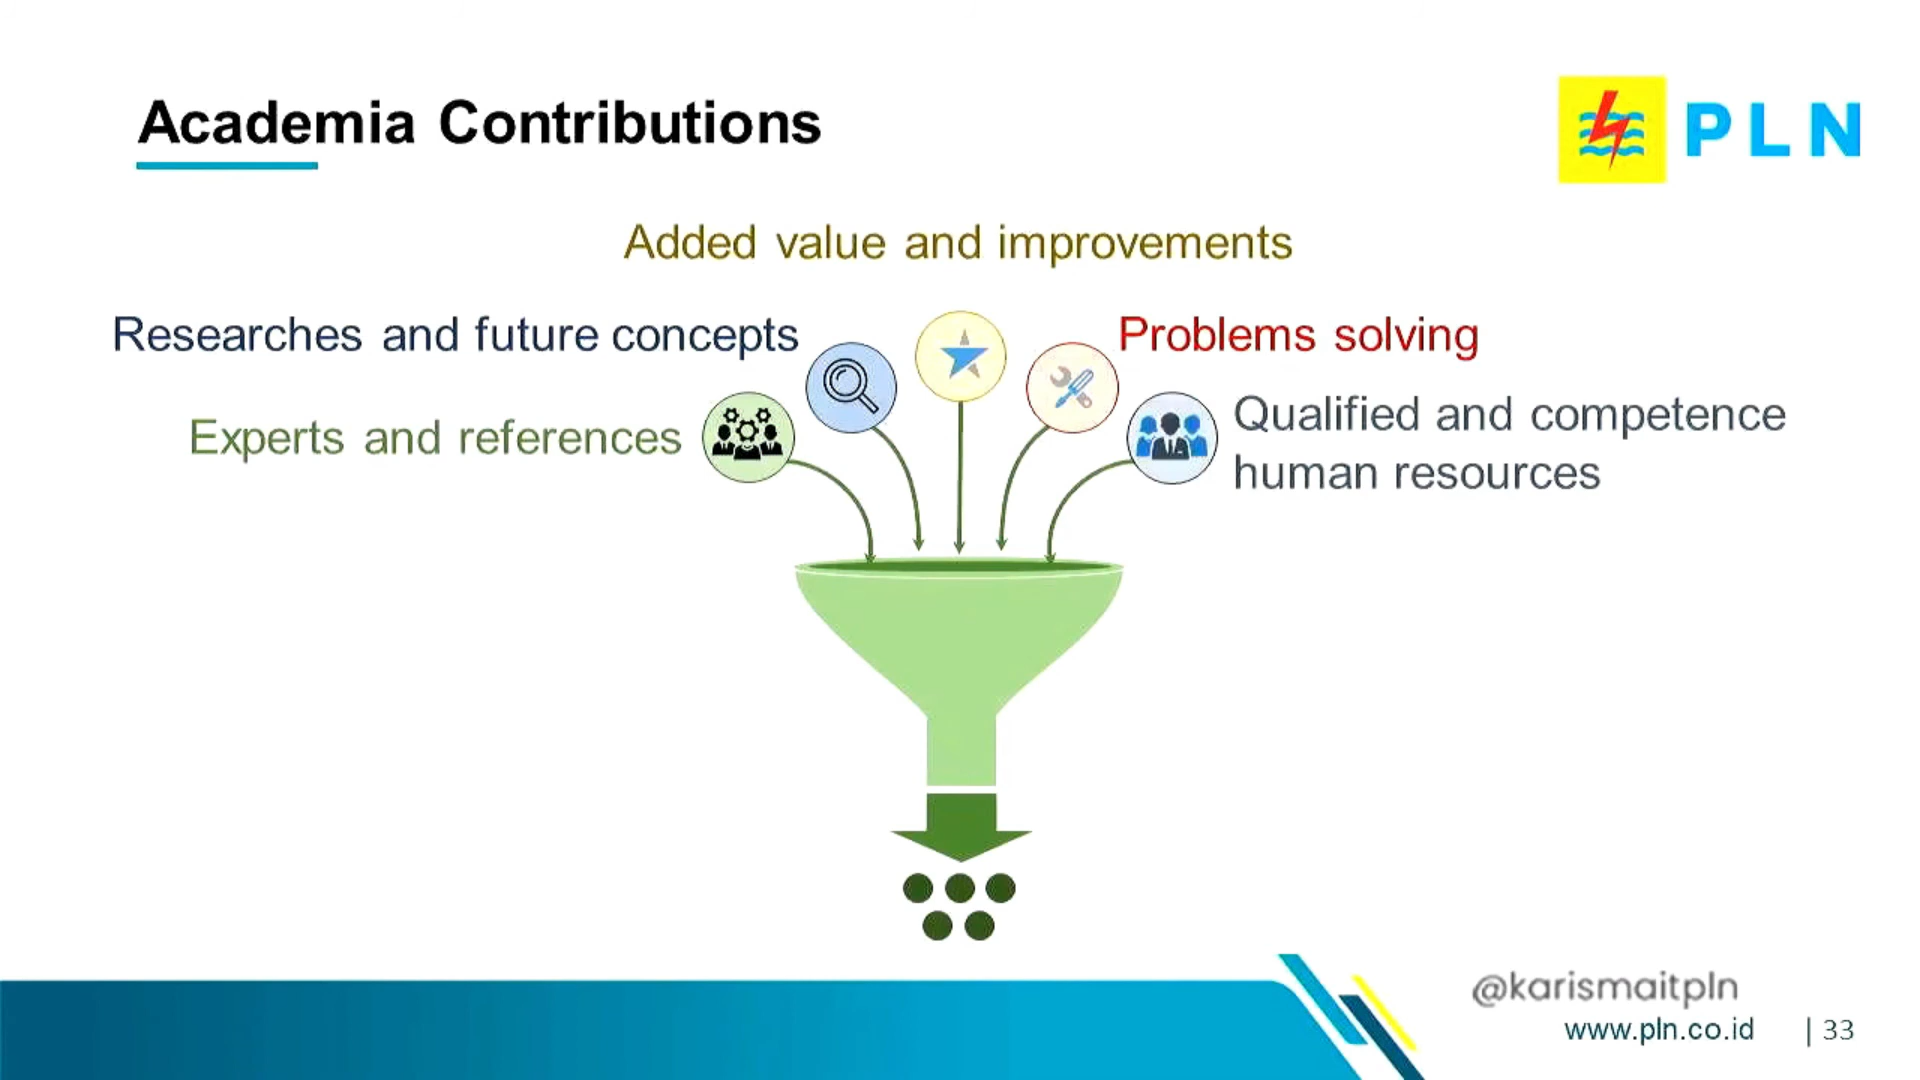 Academia Contributions
PLN
Added value and improvements
Researches and future concepts
Problems solving
Experts and references
Qualified and competence
human resources
@karismaitpln
www.pln.co.id | 33